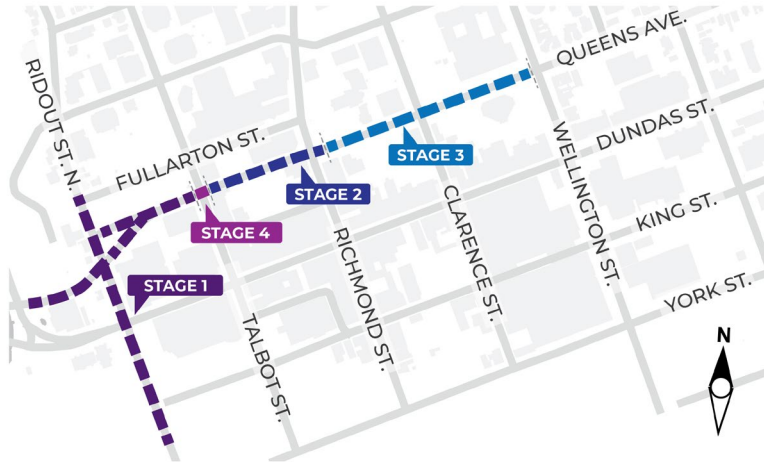 RIDOUT ST. N.
QUEENS AVE.
FULLARTON ST.
DUNDAS ST.
STAGE 3
WELLINGTON ST.
STAGE 2
CLARENCE ST.
KING ST.
STAGE 4
RICHMOND ST.
STAGE 1
YORK ST.
TALBOT ST.
N